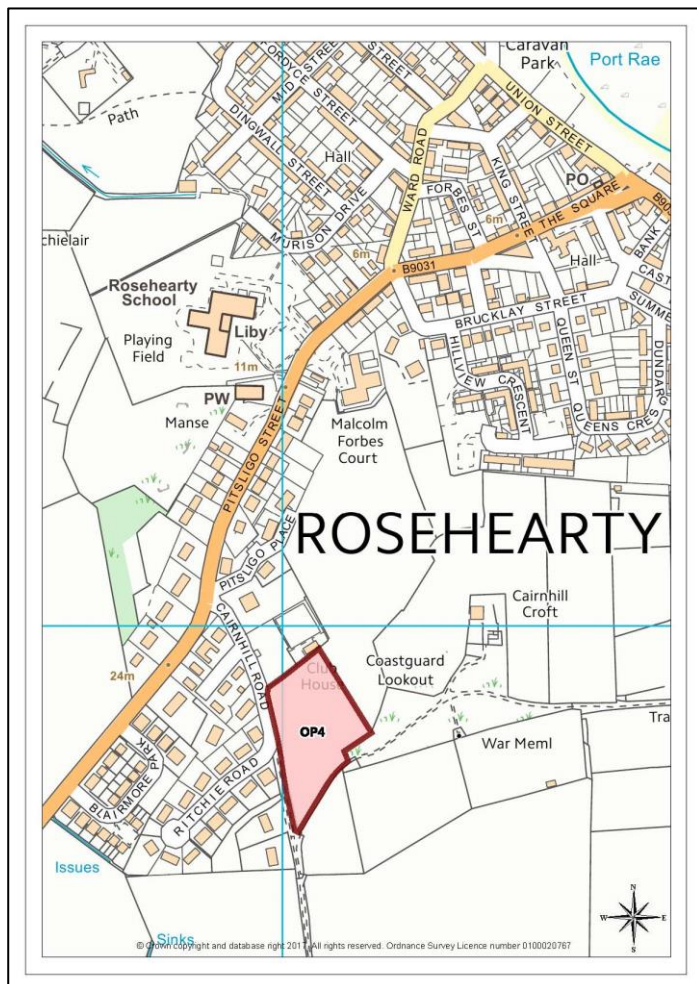 Caravan
Park
Port Rae
FORDYCE STREET
MID STREET
STREET
STREET
UNION STREET
Path
DINGWALL STREET
Hall
WARD ROAD
KING STREET
PO
FORBES ST
THE SQUARE
MURISON DRIVE
6m
6m
B9031
Hall
BANK
chielair
Rosehearty
School
Liby
BRUCKLAY STREET
CAST
SUMME
Playing
Field
11m
HILLVIEW CRESCENT
QUEEN ST
QUEENS CRES
DUNDARG
PW
Manse
Malcolm
Forbes
Court
PITSLIGO STREET
ROSEHEARTY
PITSLIGO PLACE
Cairnhill
Croft
CAIRNHILL ROAD
Club
House
Coastguard
Lookout
24m
OP4
War Meml
Tra
BLAIRMORE PARK
RITCHIE ROAD
Issues
Sinks
N
W
E
S
© Crown copyright and database right 2017. All rights reserved. Ordnance Survey Licence number 0100020767